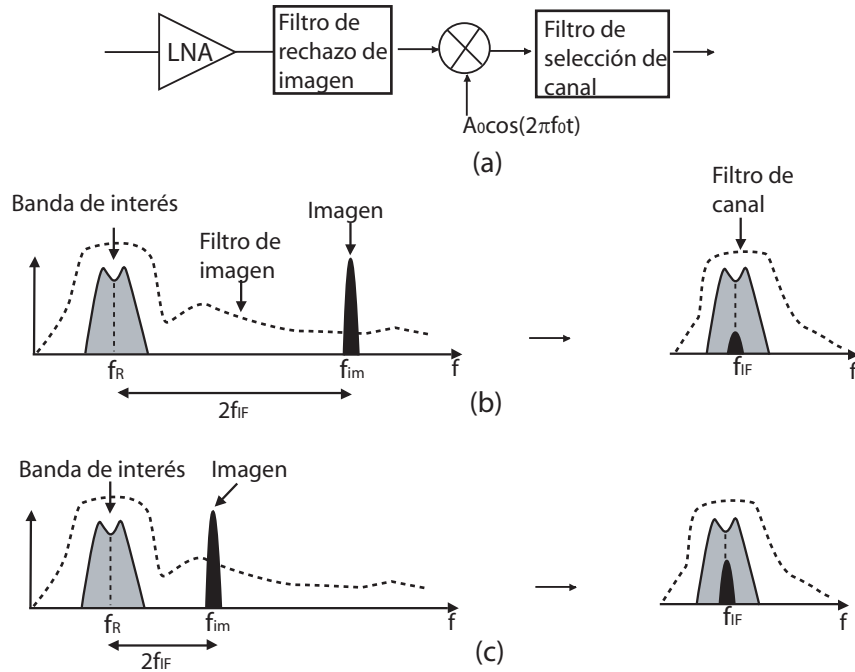 LNA
Filtro de
rechazo de
imagen
Filtro de
selección de
canal
A0cos(2πf0t)
(a)
Banda de interés
Filtro de
imagen
Imagen
Filtro de
canal
fR
fim
f
fIF
f
2fIF
(b)
Banda de interés
Imagen
fR
fim
f
fIF
f
2fIF
(c)